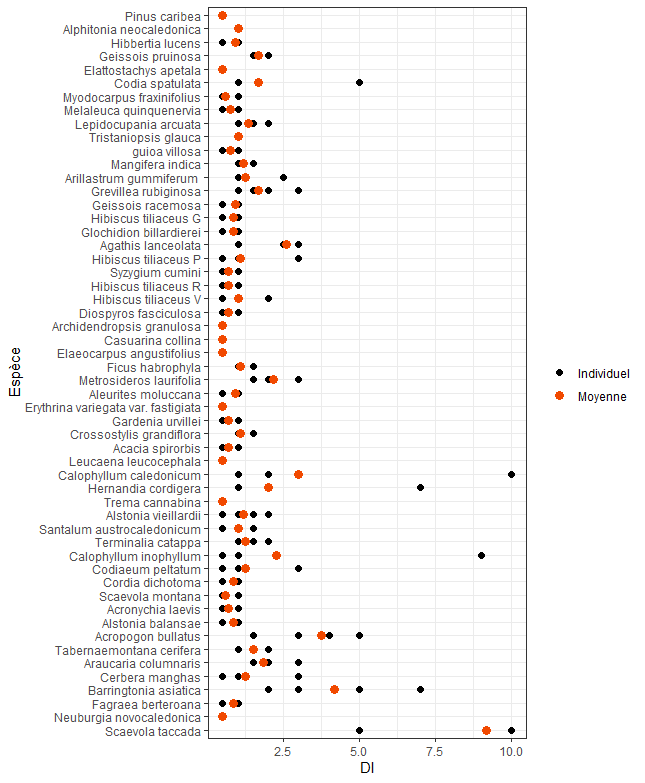 Pinus caribea
Alphitonia neocaledonica
Hibbertia lucens
Geissois pruinosa
Elattostachys apetala
Codia spatulata
Myodocarpus fraxinifolius
Melaleuca quinquenervia
Lepidocupania arcuata
Tristaniopsis glauca
guioa villosa
Mangifera indica
Arillastrum gummiferum
Grevillea rubiginosa
Geissois racemosa
Hibiscus tiliaceus G
Glochidion billardierei
Agathis lanceolata
Hibiscus tiliaceus P
Syzygium cumini
Hibiscus tiliaceus R
Hibiscus tiliaceus V
Diospyros fasciculosa
Archidendropsis granulosa
Casuarina collina
Elaeocarpus angustifolius
Ficus habrophyla
Metrosideros laurifolia
Aleurites moluccana
Erythrina variegata var. fastigiata
Gardenia urvillei
Crossostylis grandiflora
Acacia spirorbis
Leucaena leucocephala
Calophyllum caledonicum
Hernandia cordigera
Trema cannabina
Alstonia vieillardii
Santalum austrocaledonicum
Terminalia catappa
Calophyllum inophyllum
Codiaeum peltatum
Cordia dichotoma
Scaevola montana
Acronychia laevis
Alstonia balansae
Acropogon bullatus
Tabernaemontana cerifera
Araucaria columnaris
Cerbera manghas
Barringtonia asiatica
Fagraea berteroana
Neuburgia novocaledonica
Scaevola taccada
Espèce
2.5 5.0 7.5 10.0
DI
Individuel
Moyenne